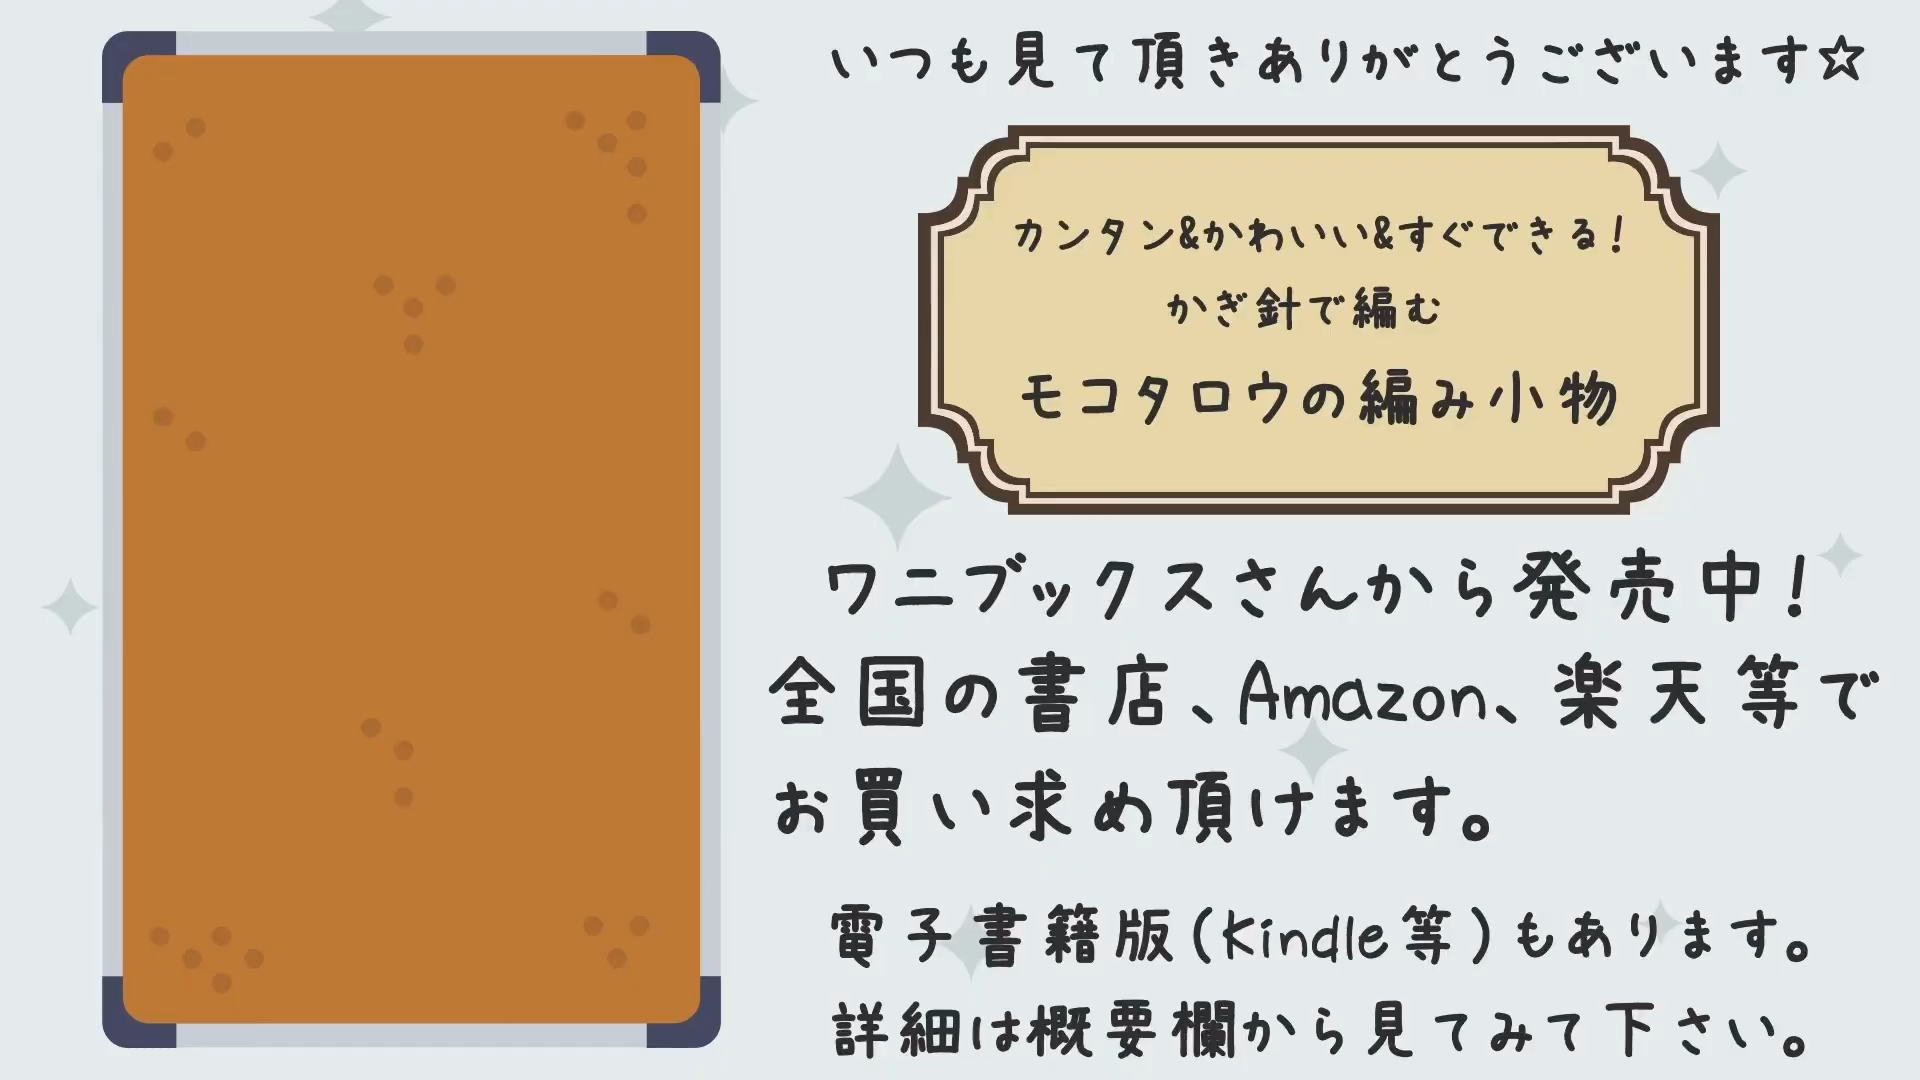 いつも見て頂きありがとうございます☆
カンタン&かわいい&すぐできる!
かぎ針で編む
モコタロウの編み小物
ワニブックスさんから発売中!
全国の書店、Amazon、楽天等で
お買い求め頂けます。
電子書籍版(Kindle等)もあります。
詳細は概要欄から見てみて下さい。